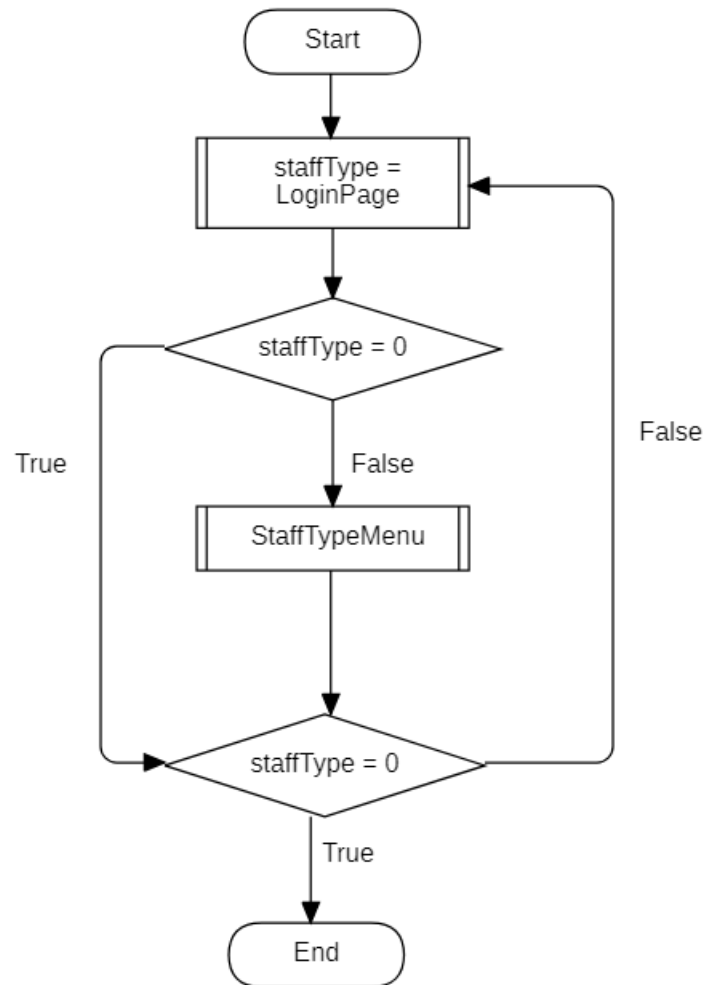 Start
staffType =
LoginPage
staffType = 0
True
False
False
StaffTypeMenu
staffType = 0
True
End